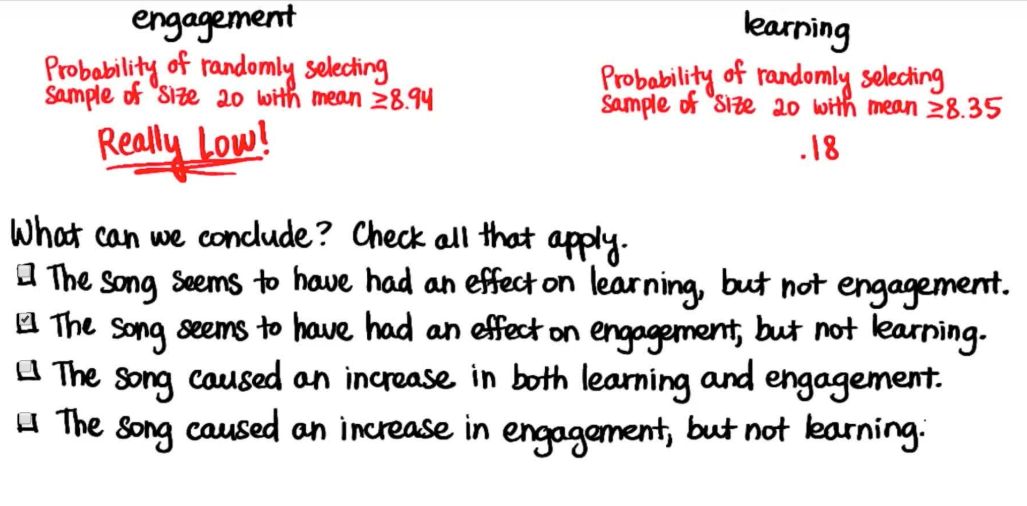 engagement
learning
Probability of randomly selecting
sample of size 20 with mean ≥8.94
Really Low!
Probability of randomly selecting
sample of size 20 with mean ≥8.35
.18
What can we conclude? Check all that apply.
The song seems to have had an effect on learning, but not engagement.
The song seems to have had an effect on engagement, but not learning.
The song caused an increase in both learning and engagement.
The song caused an increase in engagement, but not learning.